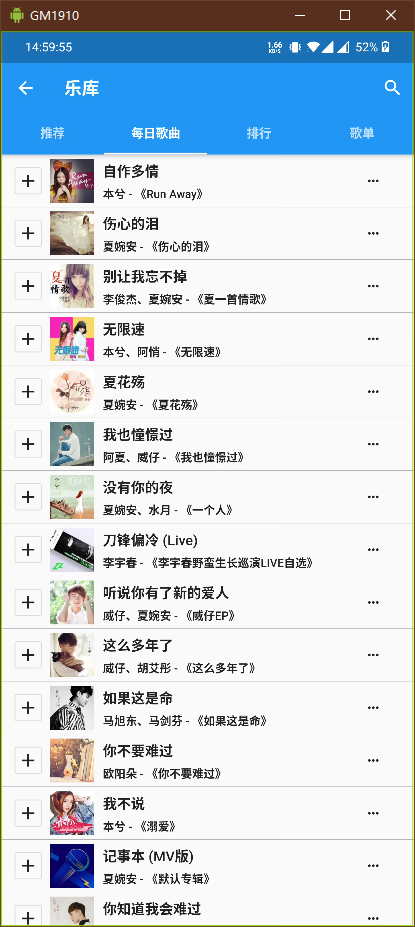 GM1910
14:59:55
1.66
KB/S
52%
乐库
推荐
每日歌曲
排行
歌单
自作多情
本兮 - 《Run Away》
伤心的泪
夏婉安 - 《伤心的泪》
别让我忘不掉
李俊杰、夏婉安 - 《夏一首情歌》
无限速
本兮、阿悄 - 《无限速》
夏花殇
夏婉安 - 《夏花殇》
我也憧憬过
阿夏、威仔 - 《我也憧憬过》
没有你的夜
夏婉安、水月 - 《一个人》
刀锋偏冷 (Live)
李宇春 - 《李宇春野蛮生长巡演LIVE自选》
听说你有了新的爱人
威仔、夏婉安 - 《威仔EP》
这么多年了
威仔、胡艾彤 - 《这么多年了》
如果这是命
马旭东、马剑芬 - 《如果这是命》
你不要难过
欧阳朵 - 《你不要难过》
我不说
本兮 - 《溺爱》
记事本 (MV版)
夏婉安 - 《默认专辑》
你知道我会难过